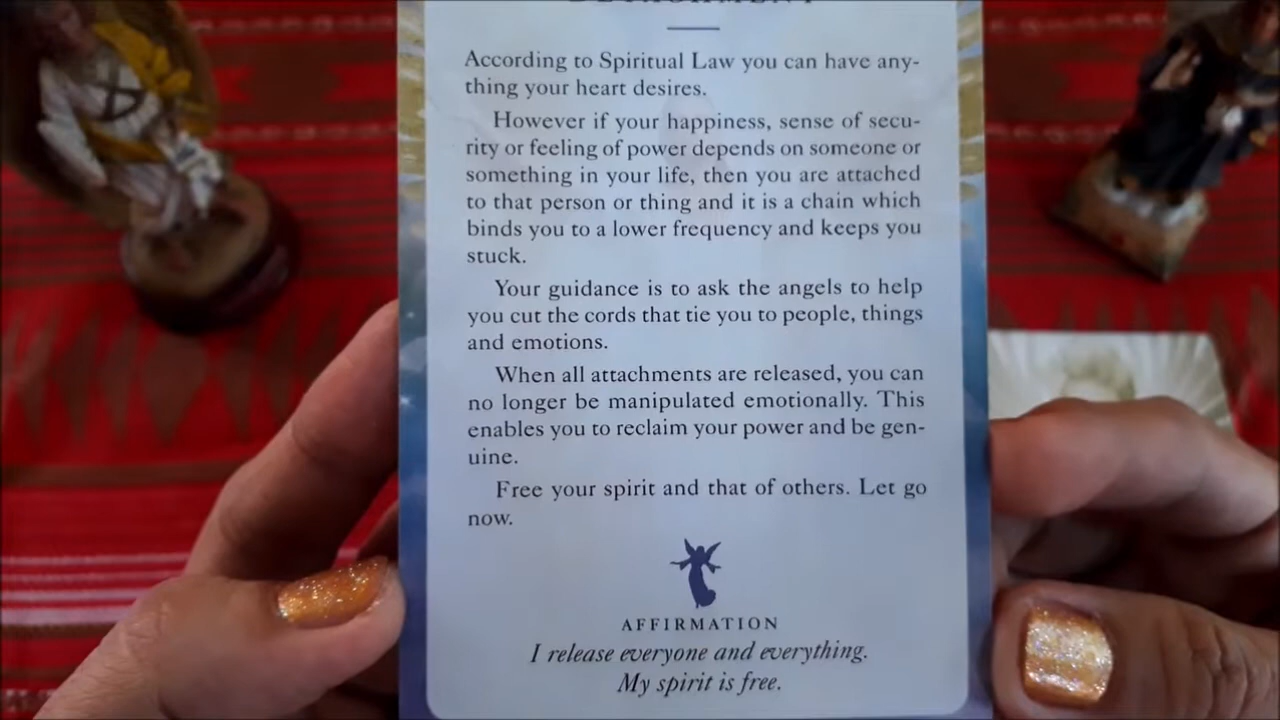 DETACHMENT
According to Spiritual Law you can have any-
thing your heart desires.
However if your happiness, sense of secu-
rity or feeling of power depends on someone or
something in your life, then you are attached
to that person or thing and it is a chain which
binds you to a lower frequency and keeps you
stuck.
Your guidance is to ask the angels to help
you cut the cords that tie you to people, things
and emotions.
When all attachments are released, you can
no longer be manipulated emotionally. This
enables you to reclaim your power and be gen-
uine.
Free your spirit and that of others. Let go
now.
AFFIRMATION
I release everyone and everything.
My spirit is free.